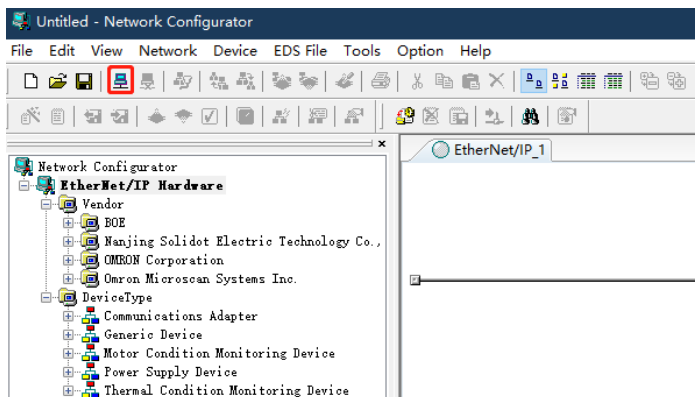 Untitled - Network Configurator
File Edit View Network Device EDS File Tools Option Help
EtherNet/IP_1
Network Configurator
EtherNet/IP Hardware
Vendor
BOE
Nanjing Solidot Electric Technology Co.,
OMRON Corporation
Omron Microscan Systems Inc.
DeviceType
Communications Adapter
Generic Device
Motor Condition Monitoring Device
Power Supply Device
Thermal Condition Monitoring Device